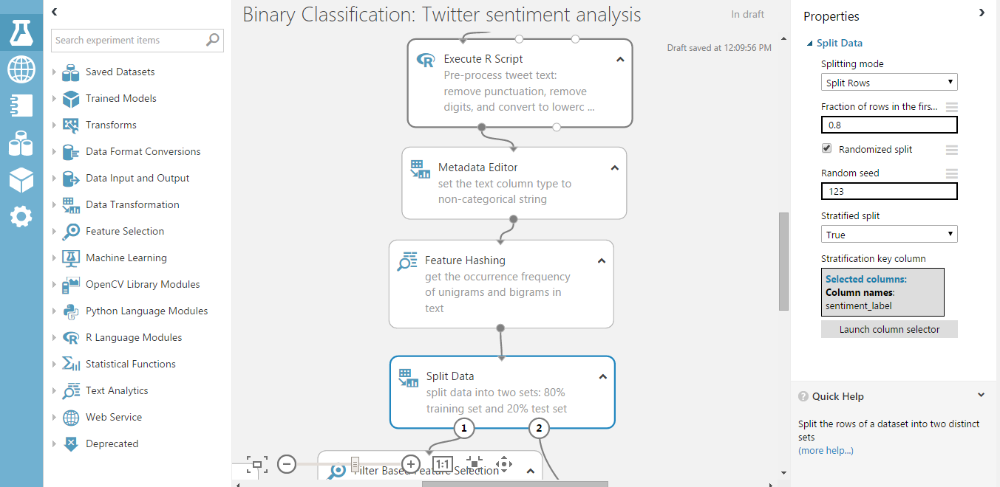 Binary Classification: Twitter sentiment analysis
In draft
Draft saved at 12:09:56 PM
Search experiment items
Saved Datasets
Trained Models
Transforms
Data Format Conversions
Data Input and Output
Data Transformation
Feature Selection
Machine Learning
OpenCV Library Modules
Python Language Modules
R Language Modules
Statistical Functions
Text Analytics
Web Service
Deprecated
Execute R Script
Pre-process tweet text:
remove punctuation, remove
digits, and convert to lowerc ...
Metadata Editor
set the text column type to
non-categorical string
Feature Hashing
get the occurrence frequency
of unigrams and bigrams in
text
Split Data
split data into two sets: 80%
training set and 20% test set
1
2
Filter Based Feature Selection
1:1
Properties
Split Data
Splitting mode
Split Rows
Fraction of rows in the firs...
0.8
Randomized split
Random seed
123
Stratified split
True
Stratification key column
Selected columns:
Column names:
sentiment_label
Launch column selector
Quick Help
Split the rows of a dataset into two distinct
sets
(more help...)